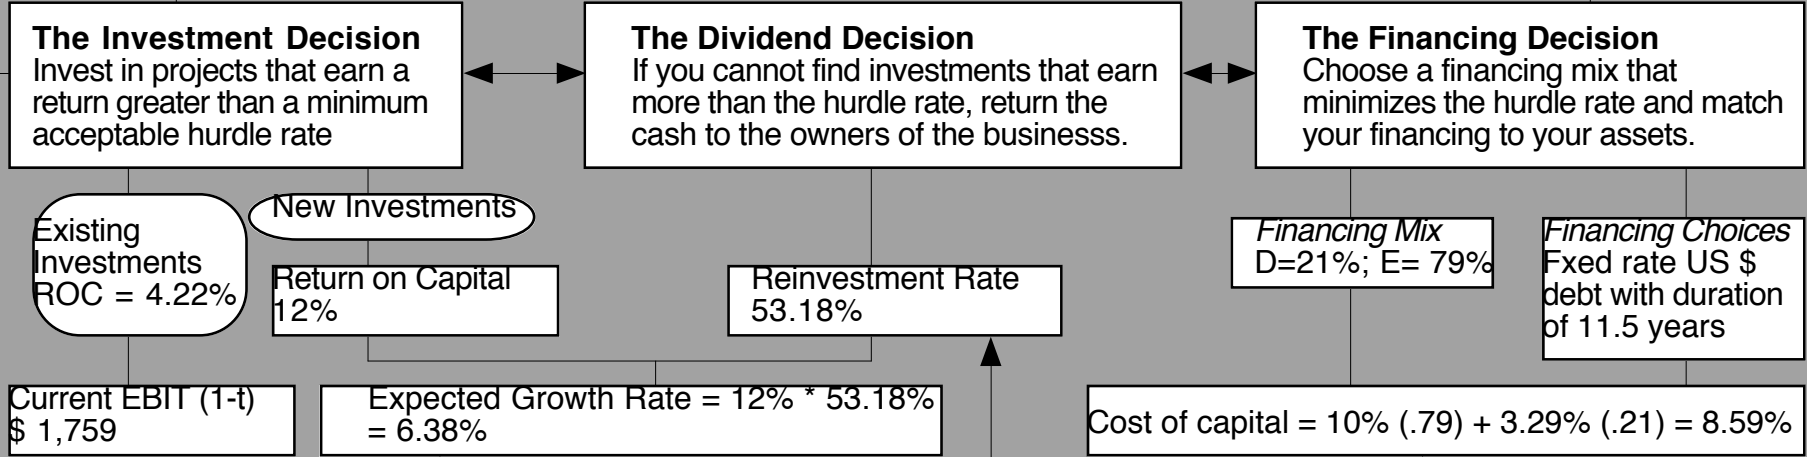 The Investment Decision
Invest in projects that earn a
return greater than a minimum
acceptable hurdle rate
The Dividend Decision
If you cannot find investments that earn
more than the hurdle rate, return the
cash to the owners of the businesss.
The Financing Decision
Choose a financing mix that
minimizes the hurdle rate and match
your financing to your assets.
Existing
Investments
ROC = 4.22%
New Investments
Return on Capital
12%
Reinvestment Rate
53.18%
Financing Mix
D=21%; E= 79%
Financing Choices
Fxed rate US $
debt with duration
of 11.5 years
Current EBIT (1-t)
$ 1,759
Expected Growth Rate = 12% * 53.18%
= 6.38%
Cost of capital = 10% (.79) + 3.29% (.21) = 8.59%